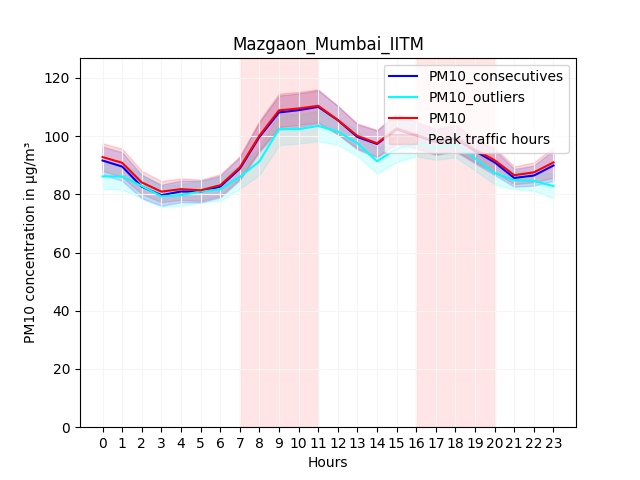 Mazgaon_Mumbai_IITM
PM10_consecutives
PM10_outliers
PM10
Peak traffic hours
PM10 concentration in µg/m³
120
100
80
60
40
20
0
0 1 2 3 4 5 6 7 8 9 10 11 12 13 14 15 16 17 18 19 20 21 22 23
Hours